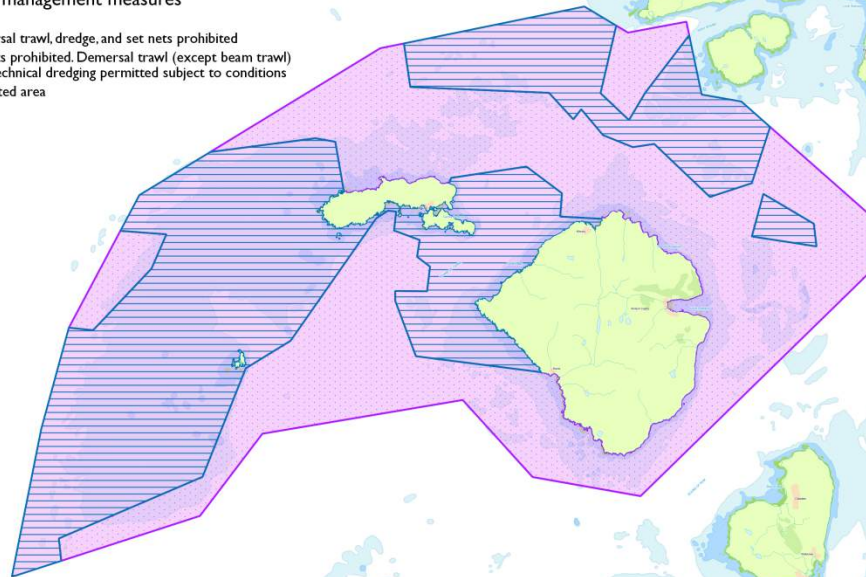 management measures
sal trawl, dredge, and set nets prohibited
s prohibited. Demersal trawl (except beam trawl)
echnical dredging permitted subject to conditions
ted area